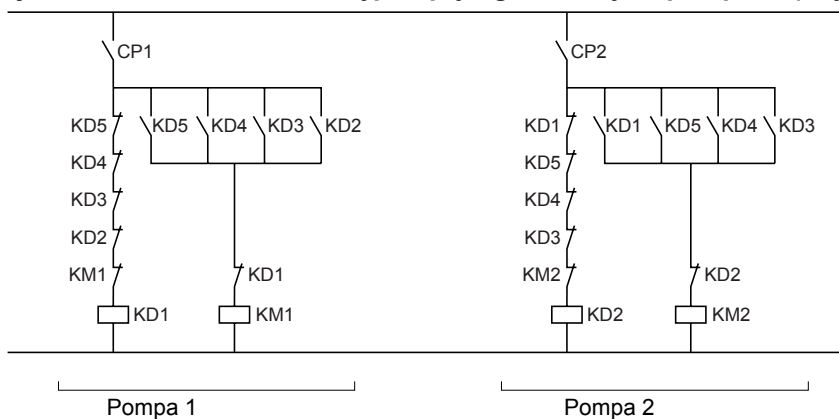 CP1 CP2
KD5 KD5 KD4 KD3 KD2 KD1 KD1 KD5 KD4 KD3
KD4 KD5
KD3 KD4
KD2 KD3
KM1 KD1 KM2 KD2
KD1 KM1 KD2 KM2
Pompa 1 Pompa 2